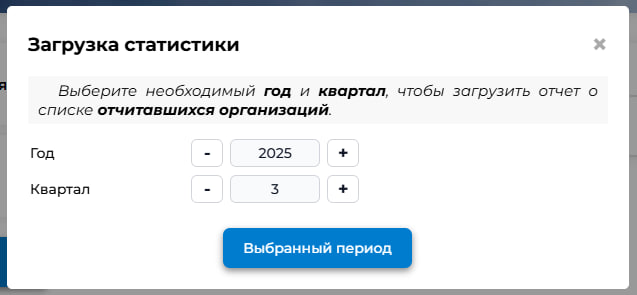 Загрузка статистики
Выберите необходимый год и квартал, чтобы загрузить отчет о
списке отчитавшихся организаций.
Год - 2025 +
Квартал - 3 +
Выбранный период